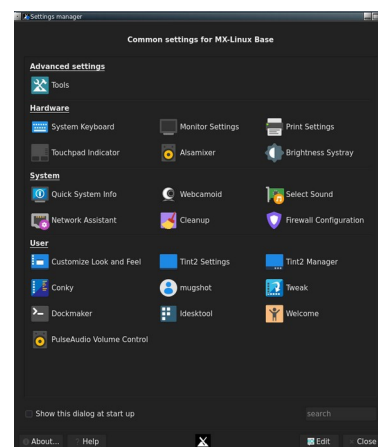 Settings manager
Common settings for MX-Linux Base
Advanced settings
Tools
Hardware
System Keyboard Monitor Settings Print Settings
Touchpad Indicator Alsamixer Brightness Systray
System
Quick System Info Webcamoid Select Sound
Network Assistant Cleanup Firewall Configuration
User
Customize Look and Feel Tint2 Settings Tint2 Manager
Conky mugshot Tweak
Dockmaker Idesktool Welcome
PulseAudio Volume Control
Show this dialog at start up search
About... Help Edit Close